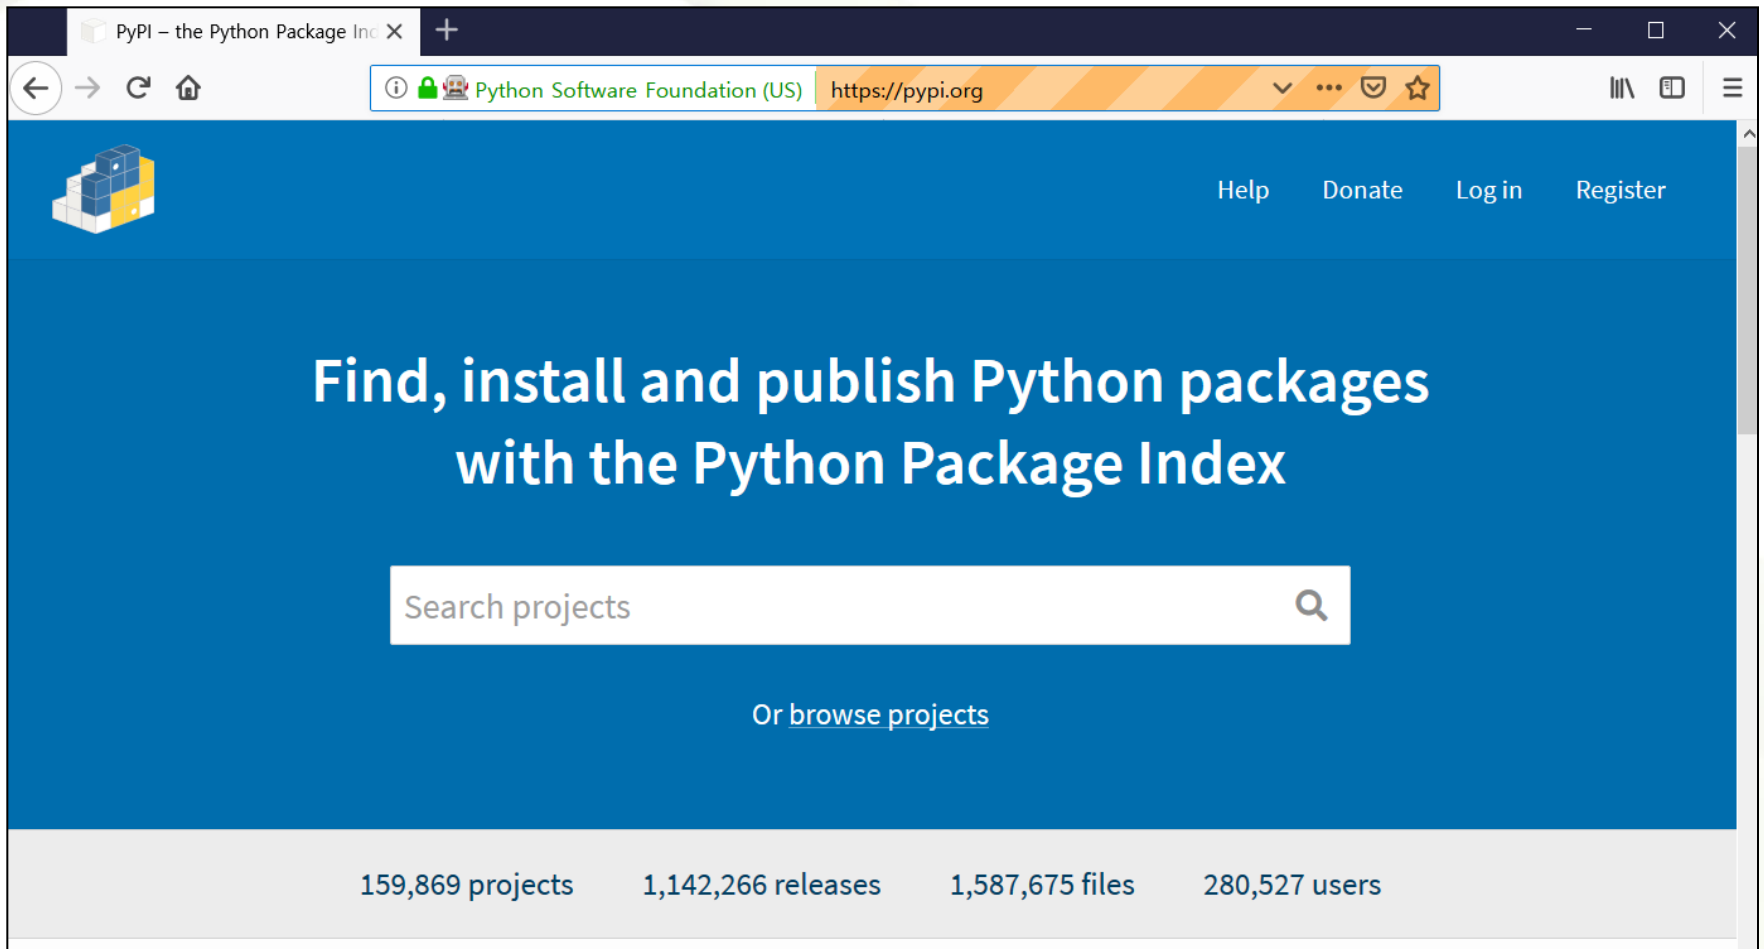 PyPI – the Python Package Ind
Python Software Foundation (US) https://pypi.org
Help Donate Log in Register
Find, install and publish Python packages
with the Python Package Index
Search projects
Or browse projects
159,869 projects 1,142,266 releases 1,587,675 files 280,527 users